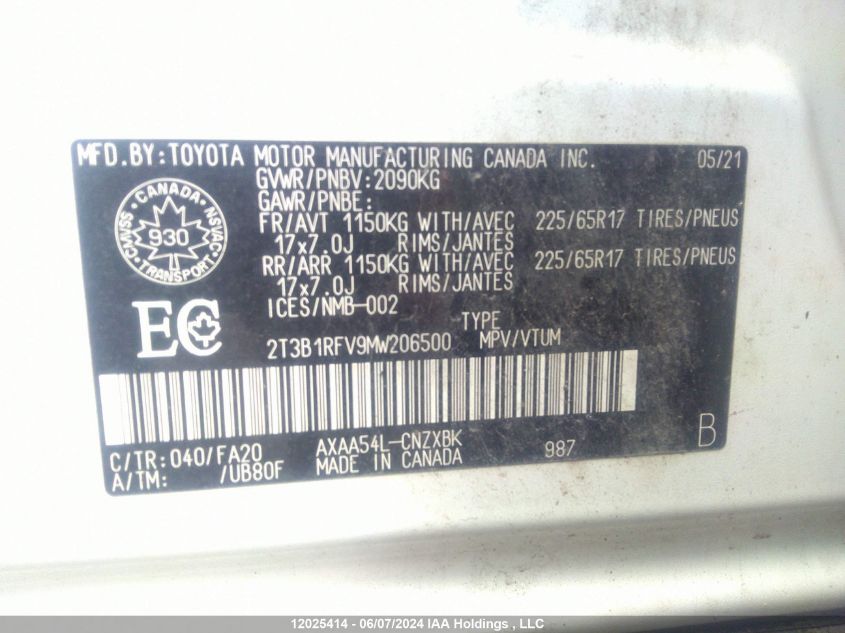 MFD.BY:TOYOTA MOTOR MANUFACTURING CANADA INC. 05/21
GVWR/PNBV:2090KG
GAWR/PNBE:
FR/AVT 1150KG WITH/AVEC 225/65R17 TIRES/PNEUS
17x7.0J RIMS/JANTES
RR/ARR 1150KG WITH/AVEC 225/65R17 TIRES/PNEUS
17x7.0J RIMS/JANTES
ICES/NMB-002
CANADA
CMVSS 930 NSVAC
TRANSPORT
EC
TYPE
2T3B1RFV9MW206500 MPV/VTUM
C/TR:040/FA20 AXAA54L-CNZXBK 987 B
A/TM: /UB80F MADE IN CANADA
12025414 - 06/07/2024 IAA Holdings , LLC